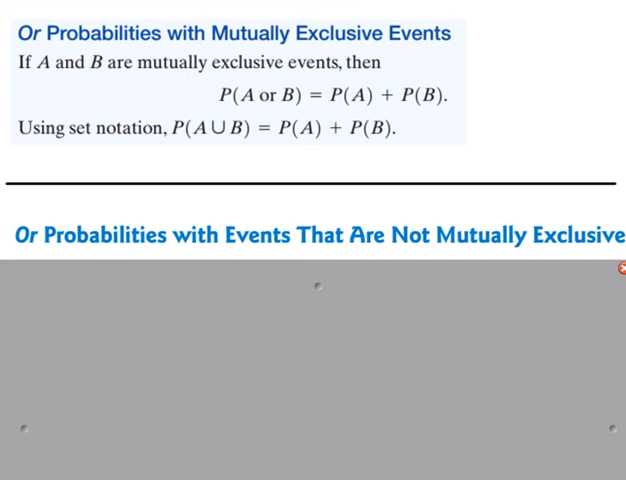 Or Probabilities with Mutually Exclusive Events
If A and B are mutually exclusive events, then
P(A or B) = P(A) + P(B).
Using set notation, P(A ∪ B) = P(A) + P(B).
Or Probabilities with Events That Are Not Mutually Exclusive